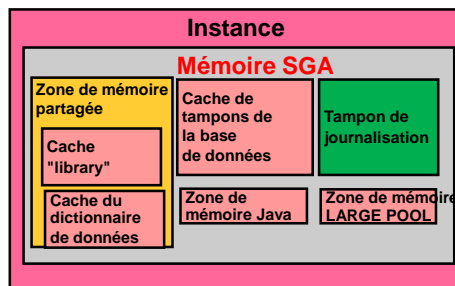 Instance
Mémoire SGA
Zone de mémoire
partagée
Cache
"library"
Cache du
dictionnaire
de données
Cache de
tampons de
la base
de données
Tampon de
journalisation
Zone de
mémoire Java
Zone de mémoire
LARGE POOL